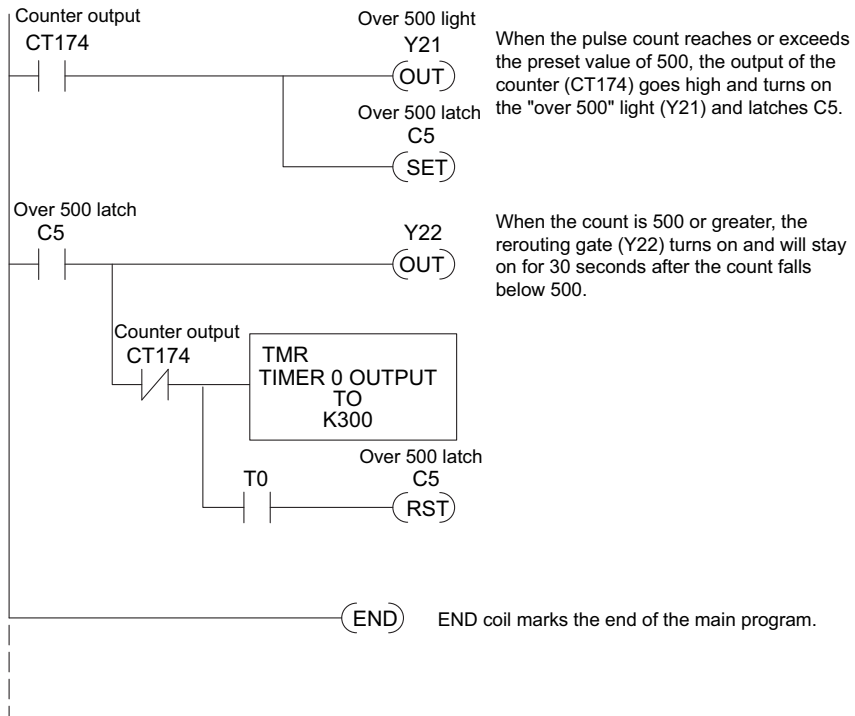 Counter output
CT174
Over 500 light
Y21
OUT
Over 500 latch
C5
SET
When the pulse count reaches or exceeds
the preset value of 500, the output of the
counter (CT174) goes high and turns on
the "over 500" light (Y21) and latches C5.
Over 500 latch
C5
Y22
OUT
When the count is 500 or greater, the
rerouting gate (Y22) turns on and will stay
on for 30 seconds after the count falls
below 500.
Counter output
CT174
TMR
TIMER 0 OUTPUT
TO
K300
T0
Over 500 latch
C5
RST
END
END coil marks the end of the main program.